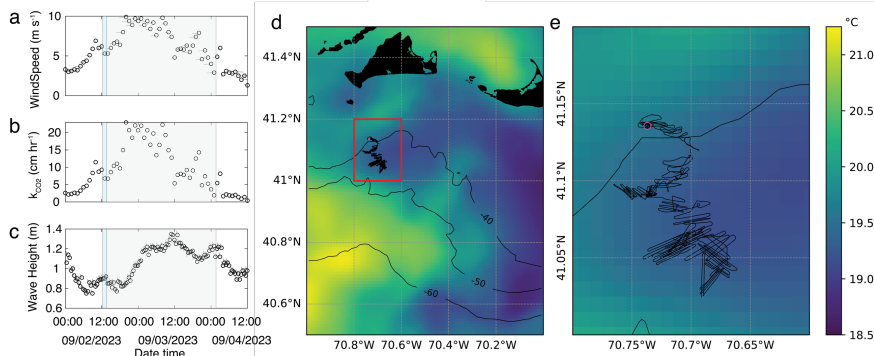 a
WindSpeed (m s⁻¹)
10
5
0
b
k_CO2 (cm hr⁻¹)
20
15
10
5
0
c
Wave Height (m)
1.4
1.2
1
0.8
0.6
00:00 12:00 00:00 12:00 00:00 12:00
09/02/2023 09/03/2023 09/04/2023
Date time
d
41.4°N
41.2°N
41°N
40.8°N
40.6°N
-40
-50
-60
70.8°W 70.6°W 70.4°W 70.2°W
e
41.15°N
41.1°N
41.05°N
70.75°W 70.7°W 70.65°W
°C
21.0
20.5
20.0
19.5
19.0
18.5